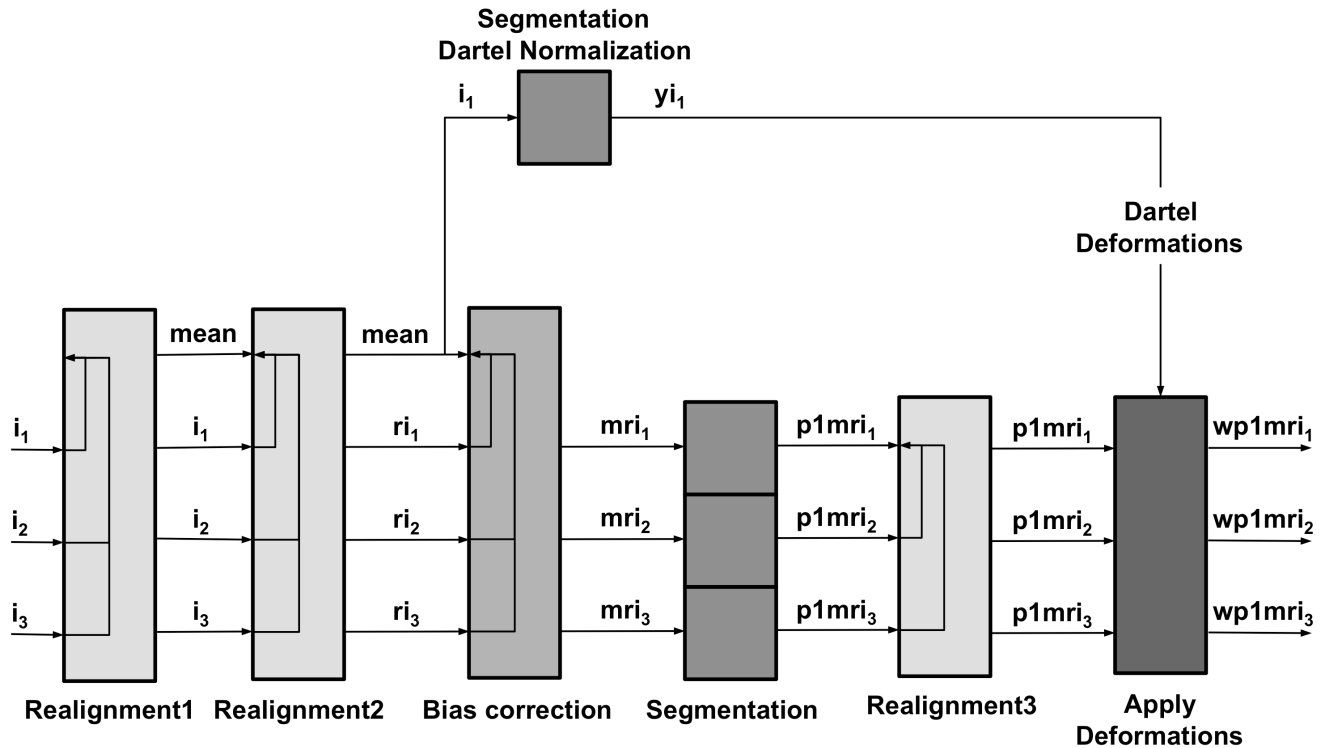 Segmentation
Dartel Normalization
i₁
yi₁
Dartel
Deformations
mean
mean
i₁
i₁
ri₁
mri₁
p1mri₁
p1mri₁
wp1mri₁
i₂
i₂
ri₂
mri₂
p1mri₂
p1mri₂
wp1mri₂
i₃
i₃
ri₃
mri₃
p1mri₃
p1mri₃
wp1mri₃
Realignment1
Realignment2
Bias correction
Segmentation
Realignment3
Apply
Deformations